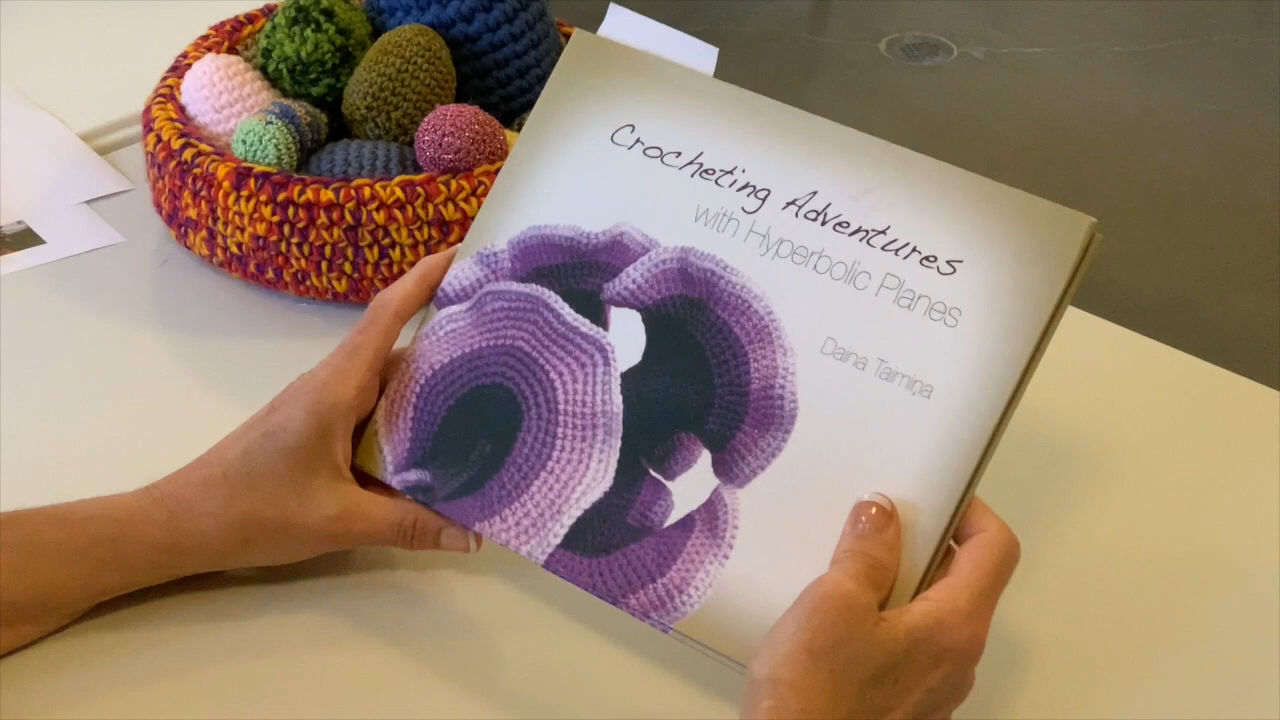 Crocheting Adventures
with Hyperbolic Planes
Daina Taimiņa